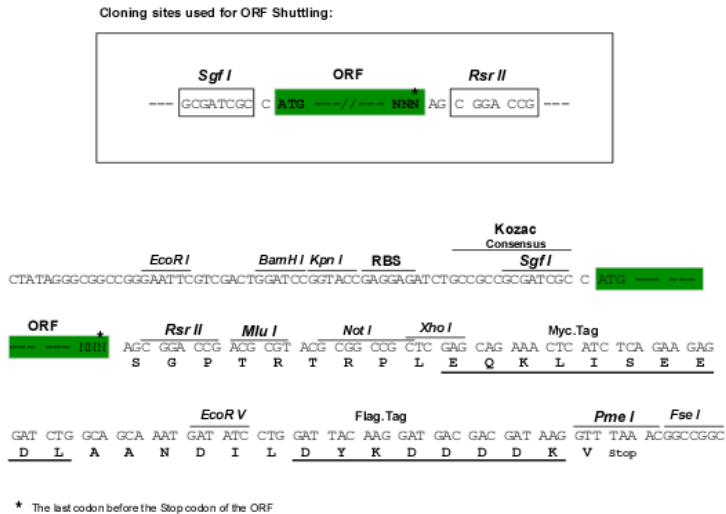 Cloning sites used for ORF Shuttling:
Sgf I ORF Rsr II
*
--- GCGATCGC C ATG ---//--- NNN AG C GGA CCG ---
Kozac
Consensus
EcoR I BamH I Kpn I RBS Sgf I
CTATAGGGCGGCCGGGAATTCGTCGACTGGATCCGGTACCGAGGAGATCTGCCGCCGCGATCGC C ATG --- ---
ORF * Rsr II Mlu I Not I Xho I Myc.Tag
--- --- NNN AGC GGA CCG ACG CGT ACG CGG CCG CTC GAG CAG AAA CTC ATC TCA GAA GAG
S G P T R T R P L E Q K L I S E E
EcoR V Flag.Tag Pme I Fse I
GAT CTG GCA GCA AAT GAT ATC CTG GAT TAC AAG GAT GAC GAC GAT AAG GTT TAA ACGGCCGGC
D L A A N D I L D Y K D D D D K V Stop
* The last codon before the Stop codon of the ORF